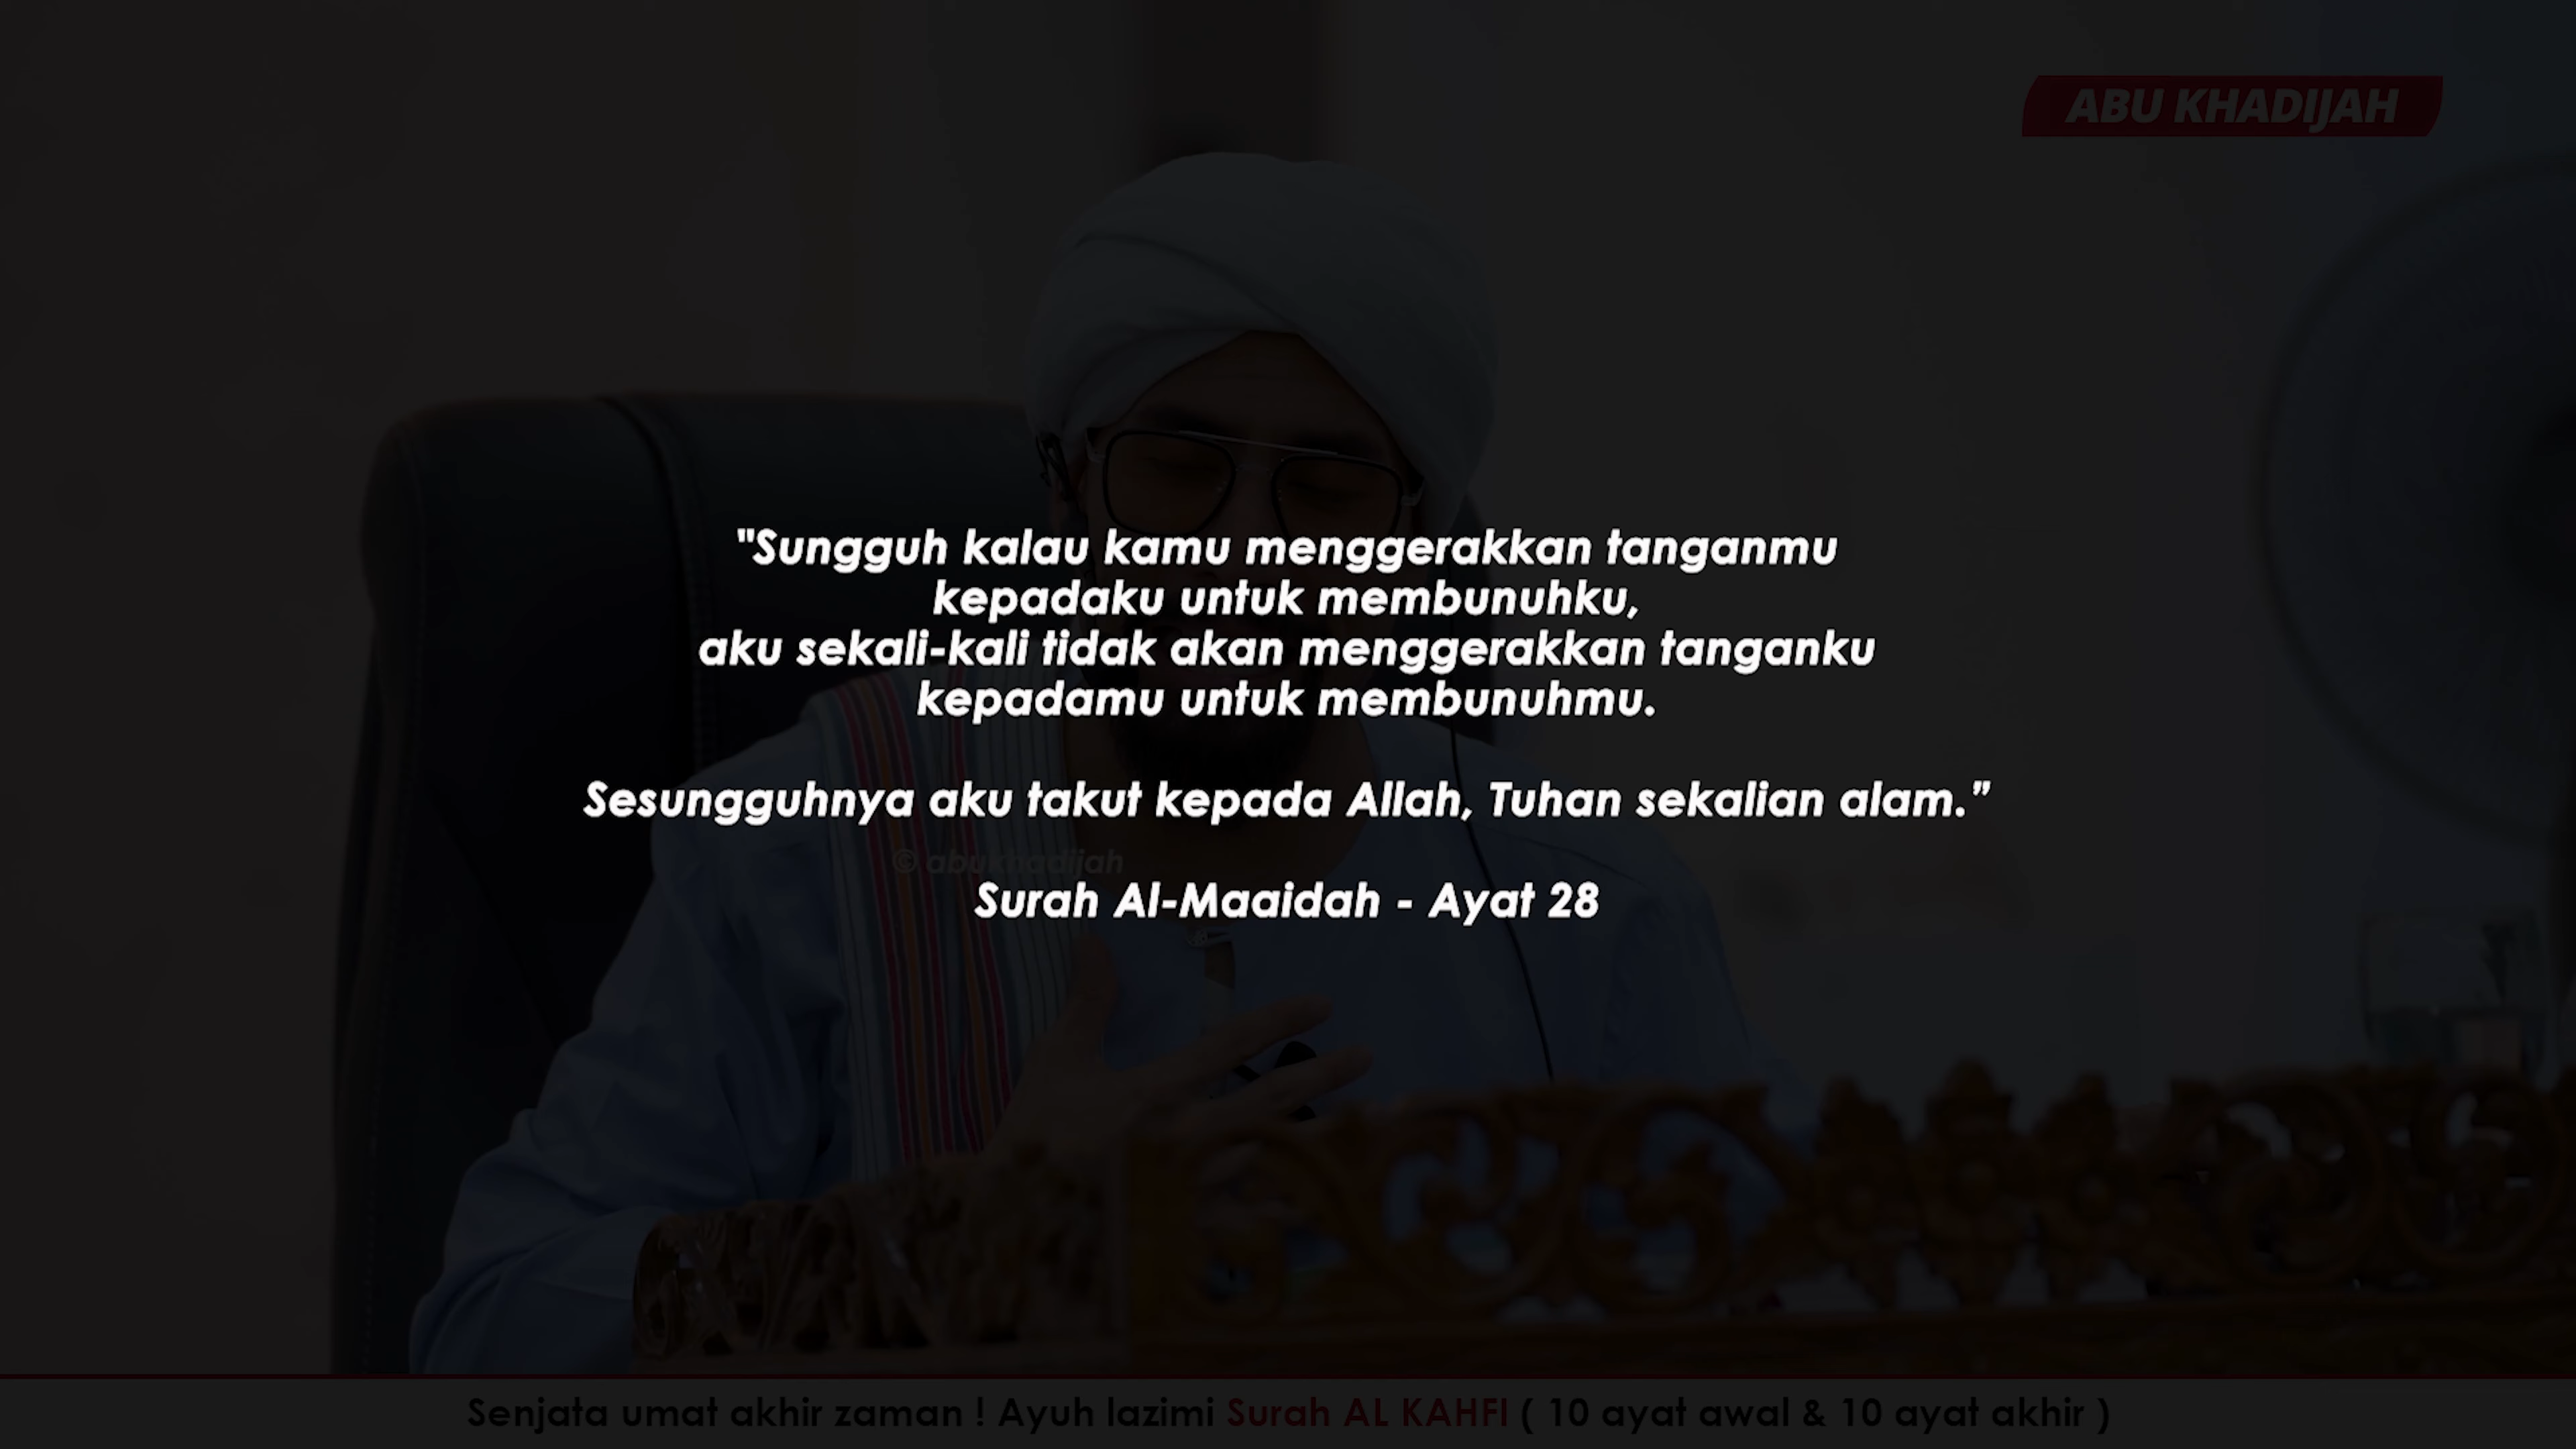 ABU KHADIJAH
"Sungguh kalau kamu menggerakkan tanganmu
kepadaku untuk membunuhku,
aku sekali-kali tidak akan menggerakkan tanganku
kepadamu untuk membunuhmu.
Sesungguhnya aku takut kepada Allah, Tuhan sekalian alam.”
© abukhadijah
Surah Al-Maaidah - Ayat 28
Senjata umat akhir zaman ! Ayuh lazimi Surah AL KAHFI ( 10 ayat awal & 10 ayat akhir )